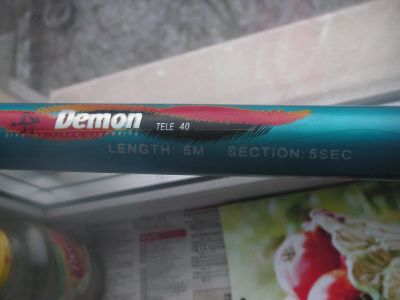 Demon TELE 40
LENGTH: 5M SECTION: 5SEC